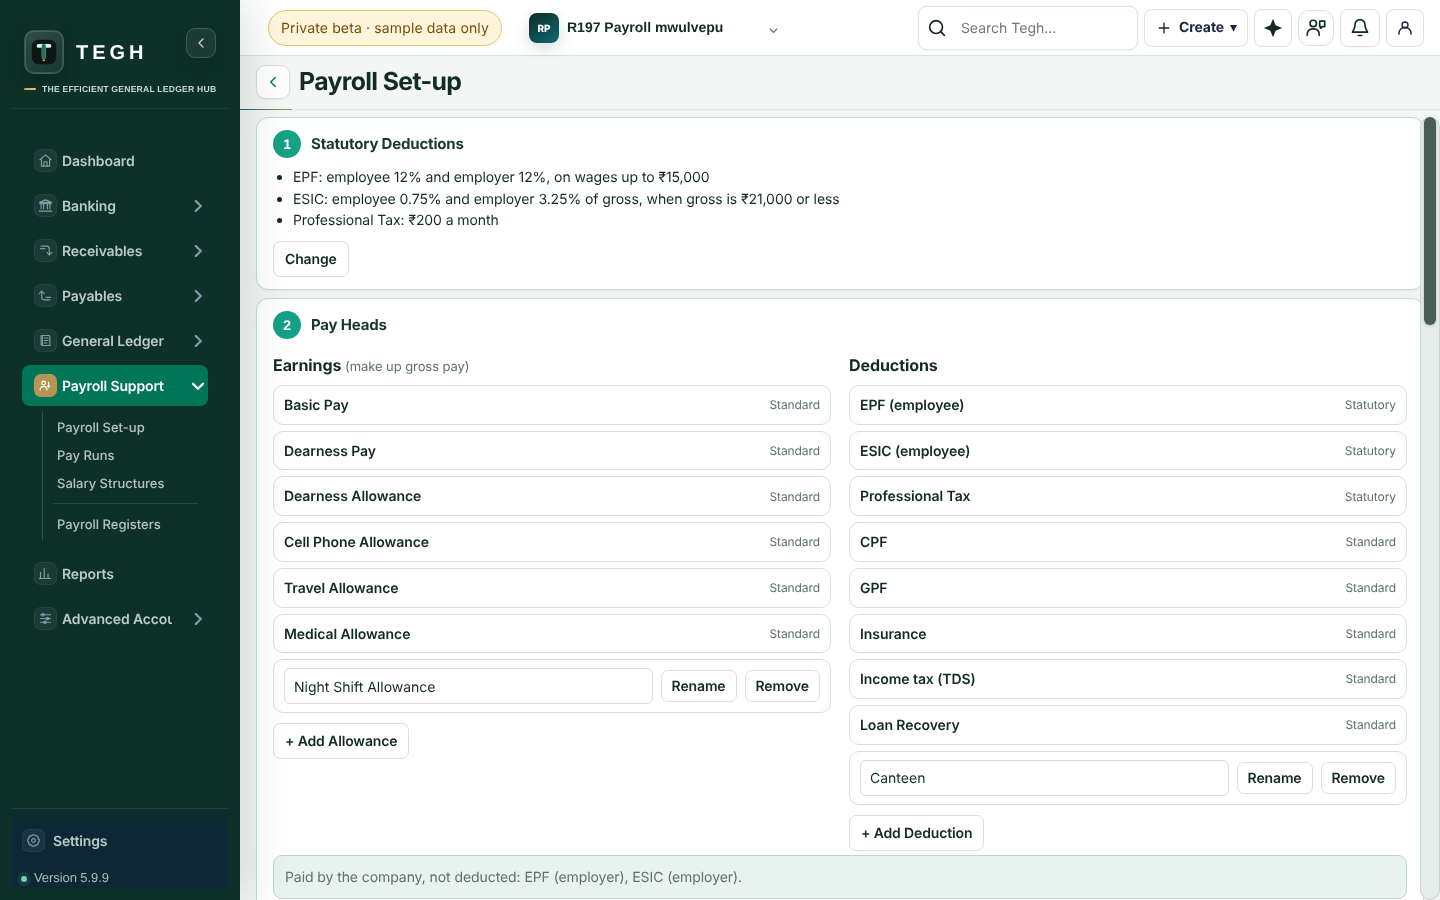 TEGH
THE EFFICIENT GENERAL LEDGER HUB
Dashboard
Banking
Receivables
Payables
General Ledger
Payroll Support
Payroll Set-up
Pay Runs
Salary Structures
Payroll Registers
Reports
Advanced Accou
Settings
Version 5.9.9
Private beta · sample data only
RP
R197 Payroll mwulvepu
Search Tegh...
+ Create ▾
Payroll Set-up
1 Statutory Deductions
• EPF: employee 12% and employer 12%, on wages up to ₹15,000
• ESIC: employee 0.75% and employer 3.25% of gross, when gross is ₹21,000 or less
• Professional Tax: ₹200 a month
Change
2 Pay Heads
Earnings (make up gross pay)
Basic Pay Standard
Dearness Pay Standard
Dearness Allowance Standard
Cell Phone Allowance Standard
Travel Allowance Standard
Medical Allowance Standard
Night Shift Allowance Rename Remove
+ Add Allowance
Deductions
EPF (employee) Statutory
ESIC (employee) Statutory
Professional Tax Statutory
CPF Standard
GPF Standard
Insurance Standard
Income tax (TDS) Standard
Loan Recovery Standard
Canteen Rename Remove
+ Add Deduction
Paid by the company, not deducted: EPF (employer), ESIC (employer).